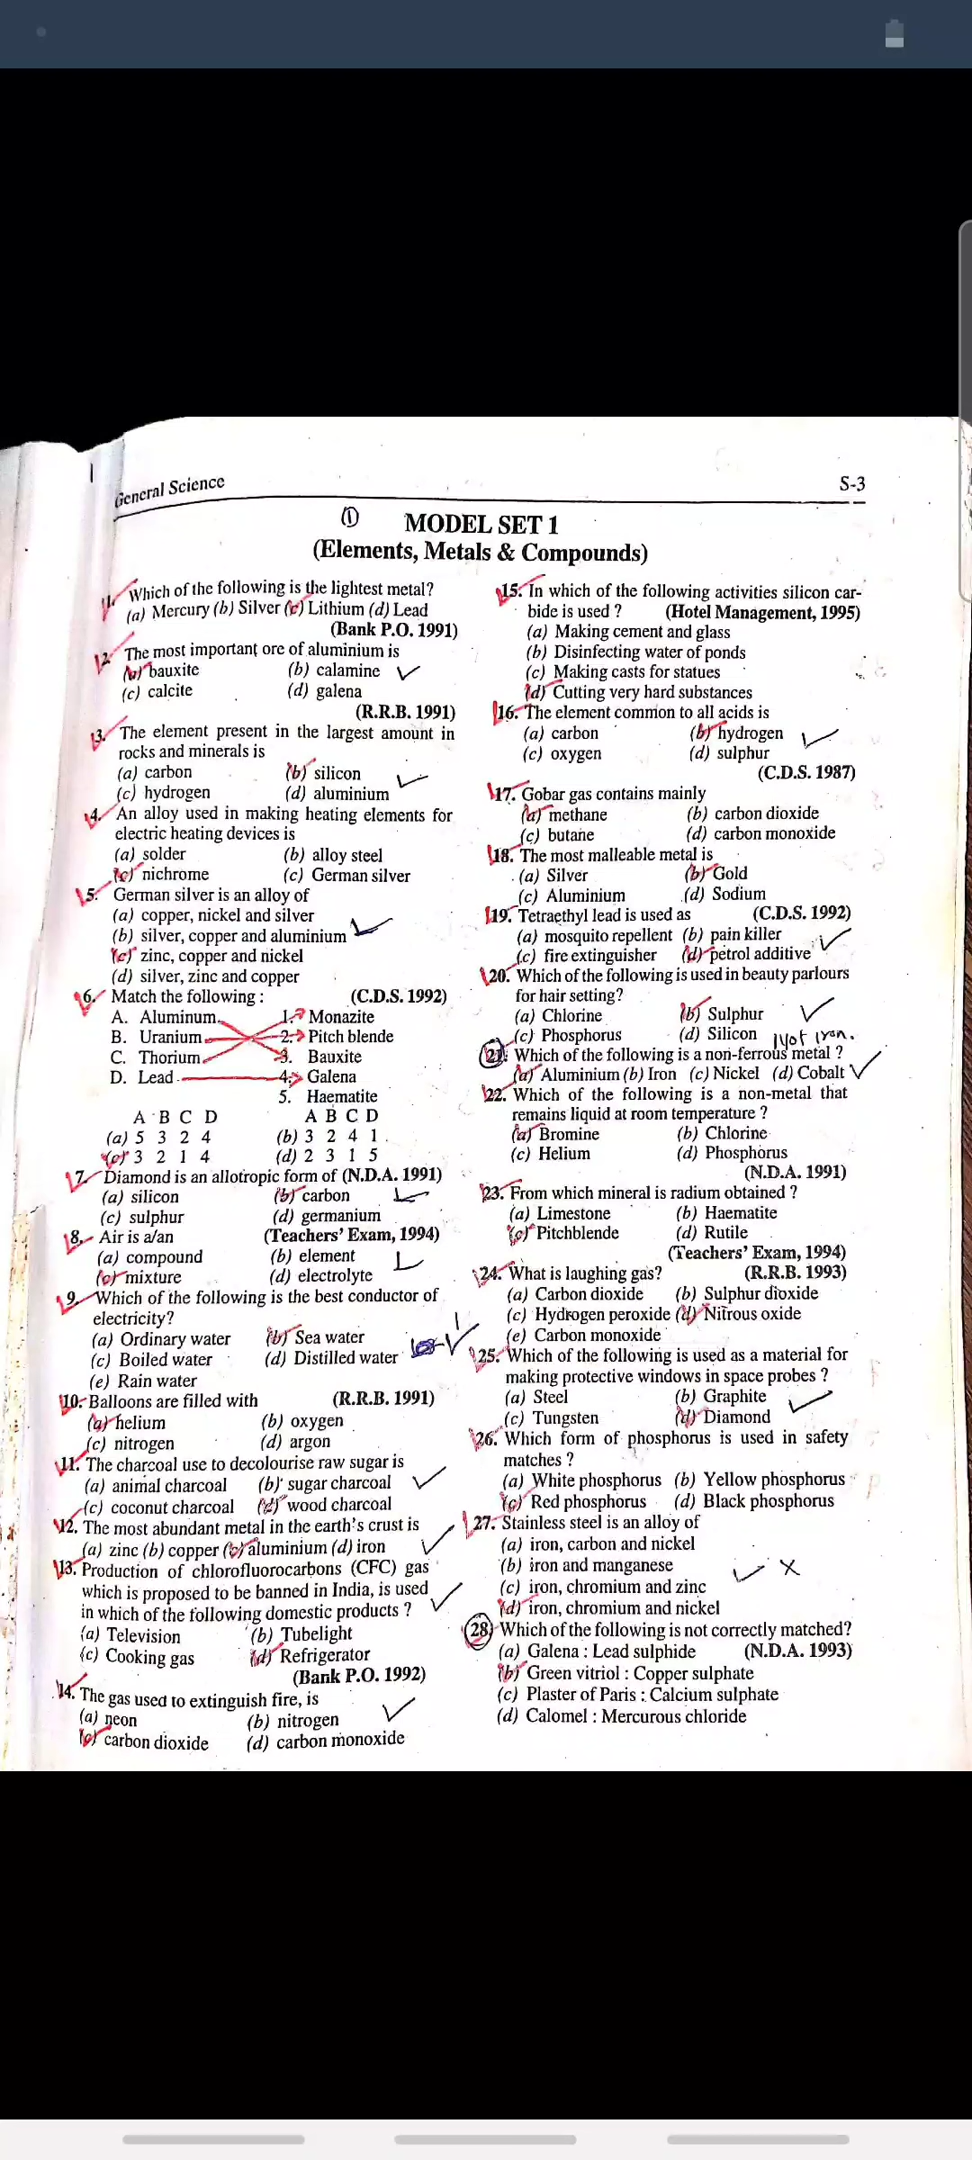 General Science
S-3
1 MODEL SET 1
(Elements, Metals & Compounds)
1. Which of the following is the lightest metal?
(a) Mercury (b) Silver (c) Lithium (d) Lead
(Bank P.O. 1991)
2. The most important ore of aluminium is
(a) bauxite (b) calamine
(c) calcite (d) galena
(R.R.B. 1991)
3. The element present in the largest amount in
rocks and minerals is
(a) carbon (b) silicon
(c) hydrogen (d) aluminium
4. An alloy used in making heating elements for
electric heating devices is
(a) solder (b) alloy steel
(c) nichrome (c) German silver
5. German silver is an alloy of
(a) copper, nickel and silver
(b) silver, copper and aluminium
(c) zinc, copper and nickel
(d) silver, zinc and copper
6. Match the following : (C.D.S. 1992)
A. Aluminum 1. Monazite
B. Uranium 2. Pitch blende
C. Thorium 3. Bauxite
D. Lead 4. Galena
5. Haematite
A B C D A B C D
(a) 5 3 2 4 (b) 3 2 4 1
(c) 3 2 1 4 (d) 2 3 1 5
7. Diamond is an allotropic form of (N.D.A. 1991)
(a) silicon (b) carbon
(c) sulphur (d) germanium
8. Air is a/an (Teachers' Exam, 1994)
(a) compound (b) element
(c) mixture (d) electrolyte
9. Which of the following is the best conductor of
electricity?
(a) Ordinary water (b) Sea water
(c) Boiled water (d) Distilled water
(e) Rain water
10. Balloons are filled with (R.R.B. 1991)
(a) helium (b) oxygen
(c) nitrogen (d) argon
11. The charcoal use to decolourise raw sugar is
(a) animal charcoal (b) sugar charcoal
(c) coconut charcoal (d) wood charcoal
12. The most abundant metal in the earth's crust is
(a) zinc (b) copper (c) aluminium (d) iron
13. Production of chlorofluorocarbons (CFC) gas
which is proposed to be banned in India, is used
in which of the following domestic products ?
(a) Television (b) Tubelight
(c) Cooking gas (d) Refrigerator
(Bank P.O. 1992)
14. The gas used to extinguish fire, is
(a) neon (b) nitrogen
(c) carbon dioxide (d) carbon monoxide
15. In which of the following activities silicon car-
bide is used ? (Hotel Management, 1995)
(a) Making cement and glass
(b) Disinfecting water of ponds
(c) Making casts for statues
(d) Cutting very hard substances
16. The element common to all acids is
(a) carbon (b) hydrogen
(c) oxygen (d) sulphur
(C.D.S. 1987)
17. Gobar gas contains mainly
(a) methane (b) carbon dioxide
(c) butane (d) carbon monoxide
18. The most malleable metal is
(a) Silver (b) Gold
(c) Aluminium (d) Sodium
19. Tetraethyl lead is used as (C.D.S. 1992)
(a) mosquito repellent (b) pain killer
(c) fire extinguisher (d) petrol additive
20. Which of the following is used in beauty parlours
for hair setting?
(a) Chlorine (b) Sulphur
(c) Phosphorus (d) Silicon not iron.
21. Which of the following is a non-ferrous metal ?
(a) Aluminium (b) Iron (c) Nickel (d) Cobalt
22. Which of the following is a non-metal that
remains liquid at room temperature ?
(a) Bromine (b) Chlorine
(c) Helium (d) Phosphorus
(N.D.A. 1991)
23. From which mineral is radium obtained ?
(a) Limestone (b) Haematite
(c) Pitchblende (d) Rutile
(Teachers' Exam, 1994)
24. What is laughing gas? (R.R.B. 1993)
(a) Carbon dioxide (b) Sulphur dioxide
(c) Hydrogen peroxide (d) Nitrous oxide
(e) Carbon monoxide
25. Which of the following is used as a material for
making protective windows in space probes ?
(a) Steel (b) Graphite
(c) Tungsten (d) Diamond
26. Which form of phosphorus is used in safety
matches ?
(a) White phosphorus (b) Yellow phosphorus
(c) Red phosphorus (d) Black phosphorus
27. Stainless steel is an alloy of
(a) iron, carbon and nickel
(b) iron and manganese
(c) iron, chromium and zinc
(d) iron, chromium and nickel
28. Which of the following is not correctly matched?
(a) Galena : Lead sulphide (N.D.A. 1993)
(b) Green vitriol : Copper sulphate
(c) Plaster of Paris : Calcium sulphate
(d) Calomel : Mercurous chloride